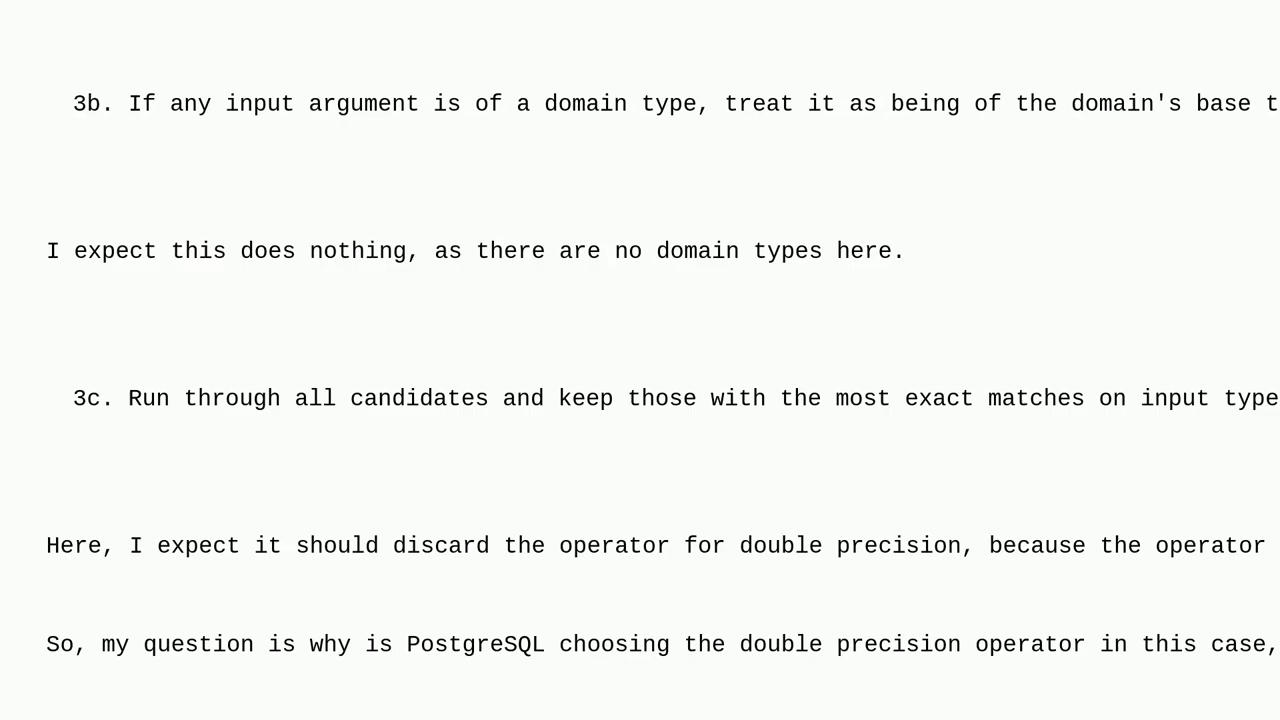 3b. If any input argument is of a domain type, treat it as being of the domain's base
I expect this does nothing, as there are no domain types here.
3c. Run through all candidates and keep those with the most exact matches on input type
Here, I expect it should discard the operator for double precision, because the operator
So, my question is why is PostgreSQL choosing the double precision operator in this case,